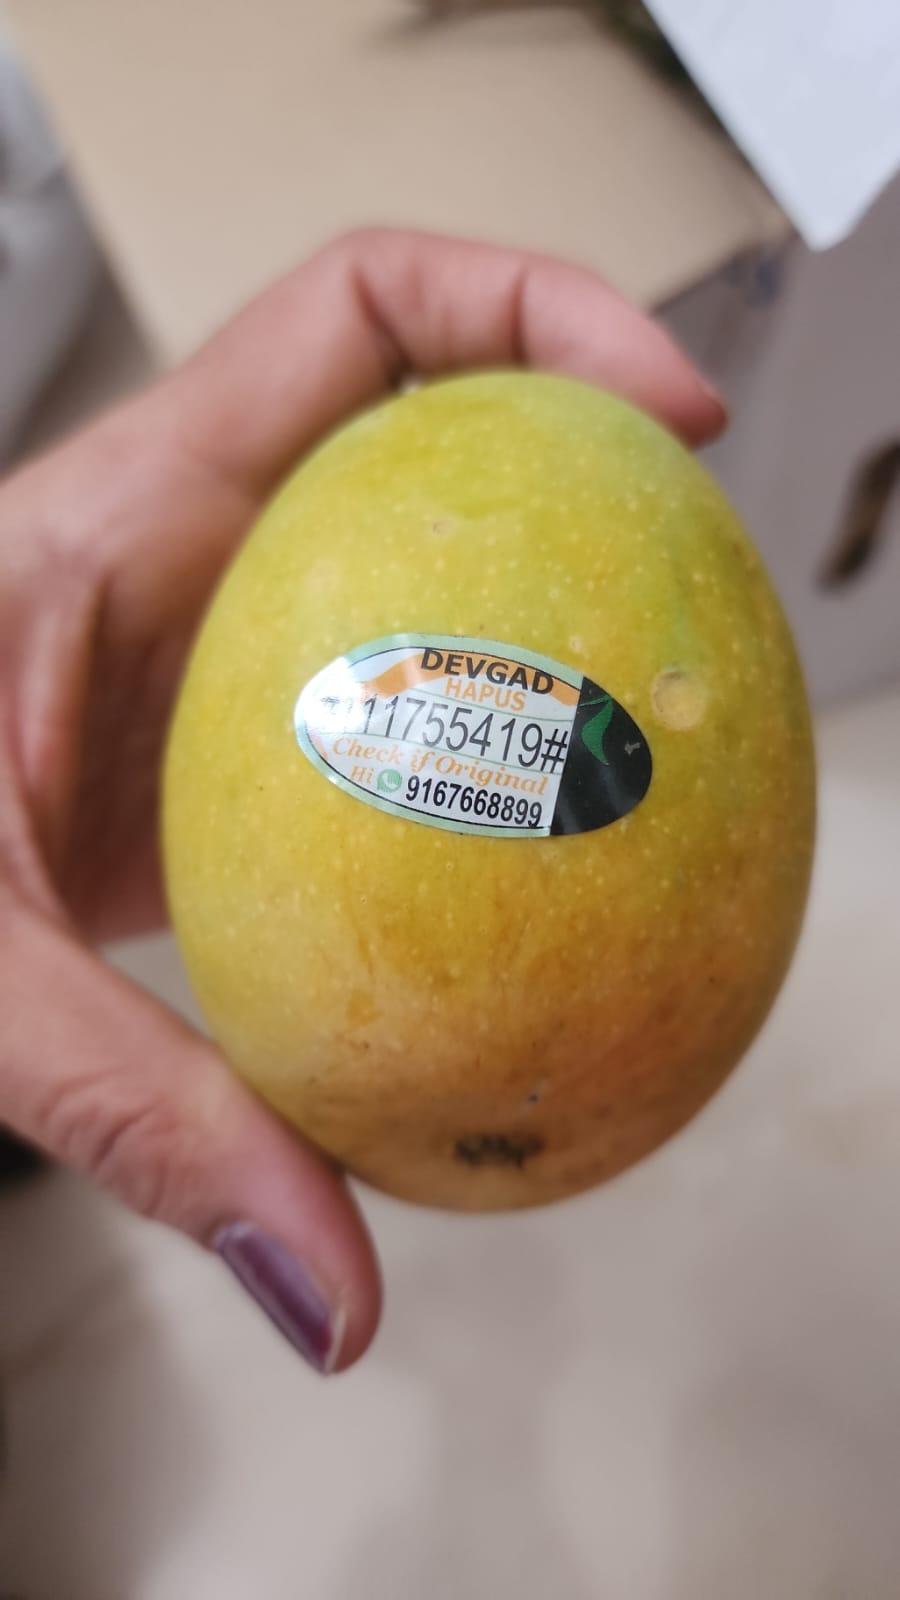 DEVGAD
HAPUS
11755419#
Check if Original
Hi 9167668899